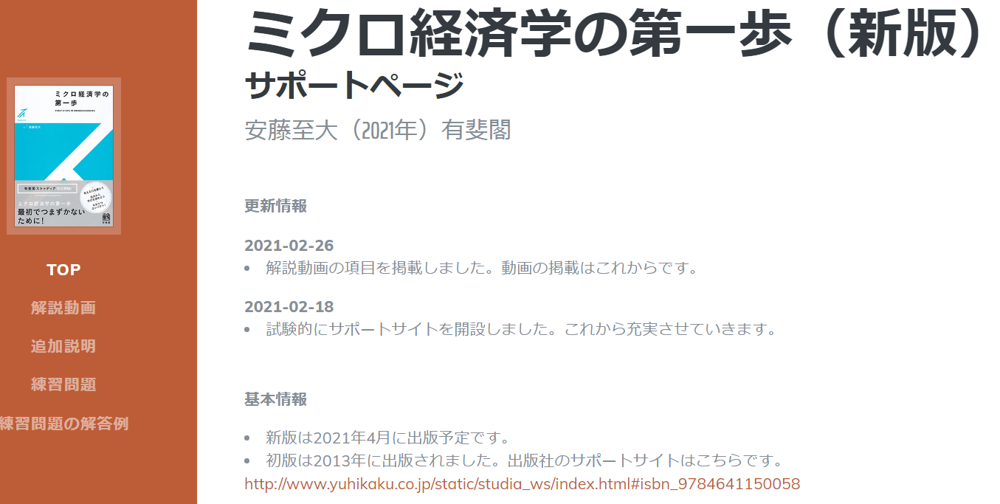 ミクロ経済学の第一歩（新版）
サポートページ
安藤至大（2021年）有斐閣
ミクロ経済学の
第一歩
FIRST STEPS IN MICROECONOMICS
安藤至大
有斐閣ストゥディア
ミクロ経済学の第一歩
最初でつまずかない
ために！
TOP
解説動画
追加説明
練習問題
練習問題の解答例
更新情報
2021-02-26
• 解説動画の項目を掲載しました。動画の掲載はこれからです。
2021-02-18
• 試験的にサポートサイトを開設しました。これから充実させていきます。
基本情報
• 新版は2021年4月に出版予定です。
• 初版は2013年に出版されました。出版社のサポートサイトはこちらです。
http://www.yuhikaku.co.jp/static/studia_ws/index.html#isbn_9784641150058